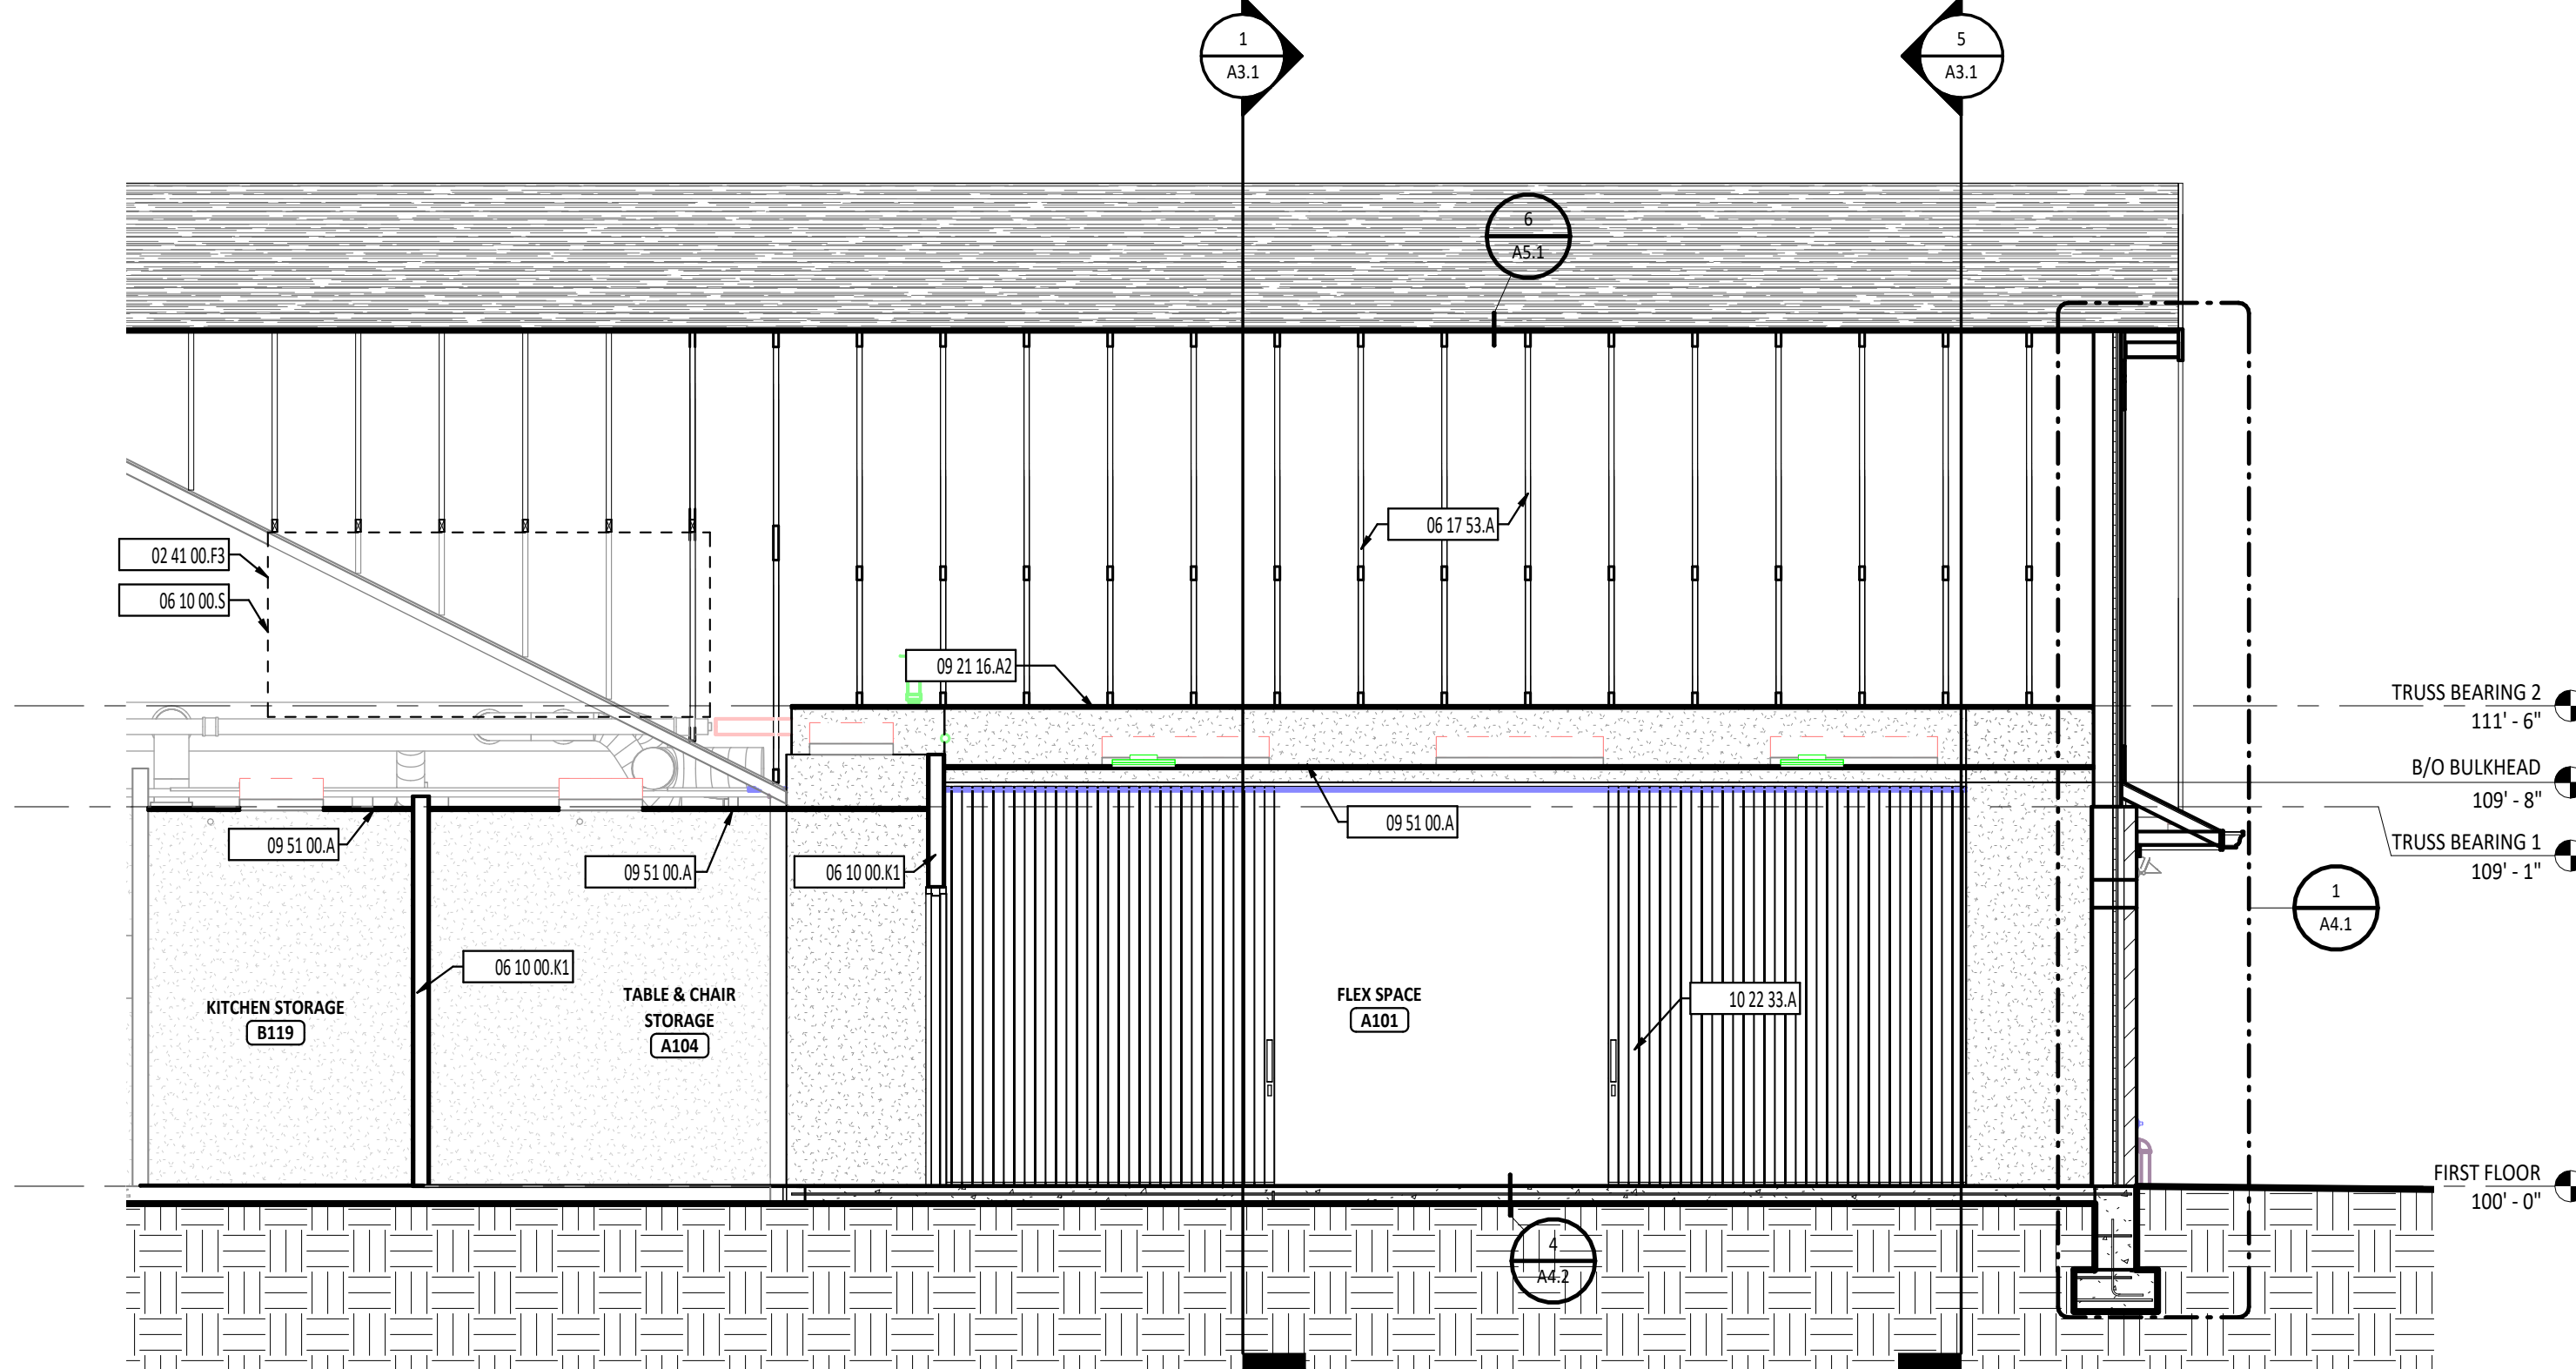 1
A3.1
5
A3.1
6
A5.1
06 17 53.A
02 41 00.F3
06 10 00.S
09 21 16.A2
TRUSS BEARING 2
111' - 6"
B/O BULKHEAD
109' - 8"
TRUSS BEARING 1
109' - 1"
09 51 00.A
09 51 00.A
06 10 00.K1
09 51 00.A
1
A4.1
06 10 00.K1
KITCHEN STORAGE
B119
TABLE & CHAIR
STORAGE
A104
FLEX SPACE
A101
10 22 33.A
FIRST FLOOR
100' - 0"
4
A4.2